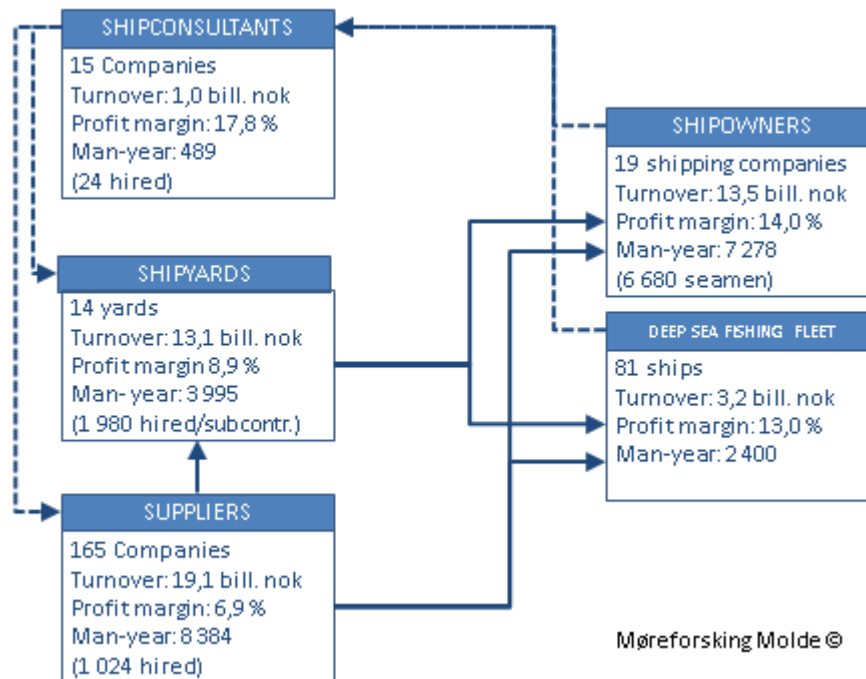 SHIPCONSULTANTS
15 Companies
Turnover: 1,0 bill. nok
Profit margin: 17,8 %
Man-year: 489
(24 hired)
SHIPYARDS
14 yards
Turnover: 13,1 bill. nok
Profit margin 8,9 %
Man-year: 3 995
(1 980 hired/subcontr.)
SUPPLIERS
165 Companies
Turnover: 19,1 bill. nok
Profit margin: 6,9 %
Man-year: 8 384
(1 024 hired)
SHIPOWNERS
19 shipping companies
Turnover: 13,5 bill. nok
Profit margin: 14,0 %
Man-year: 7 278
(6 680 seamen)
DEEP SEA FISHING FLEET
81 ships
Turnover: 3,2 bill. nok
Profit margin: 13,0 %
Man-year: 2 400
Møreforsking Molde ©